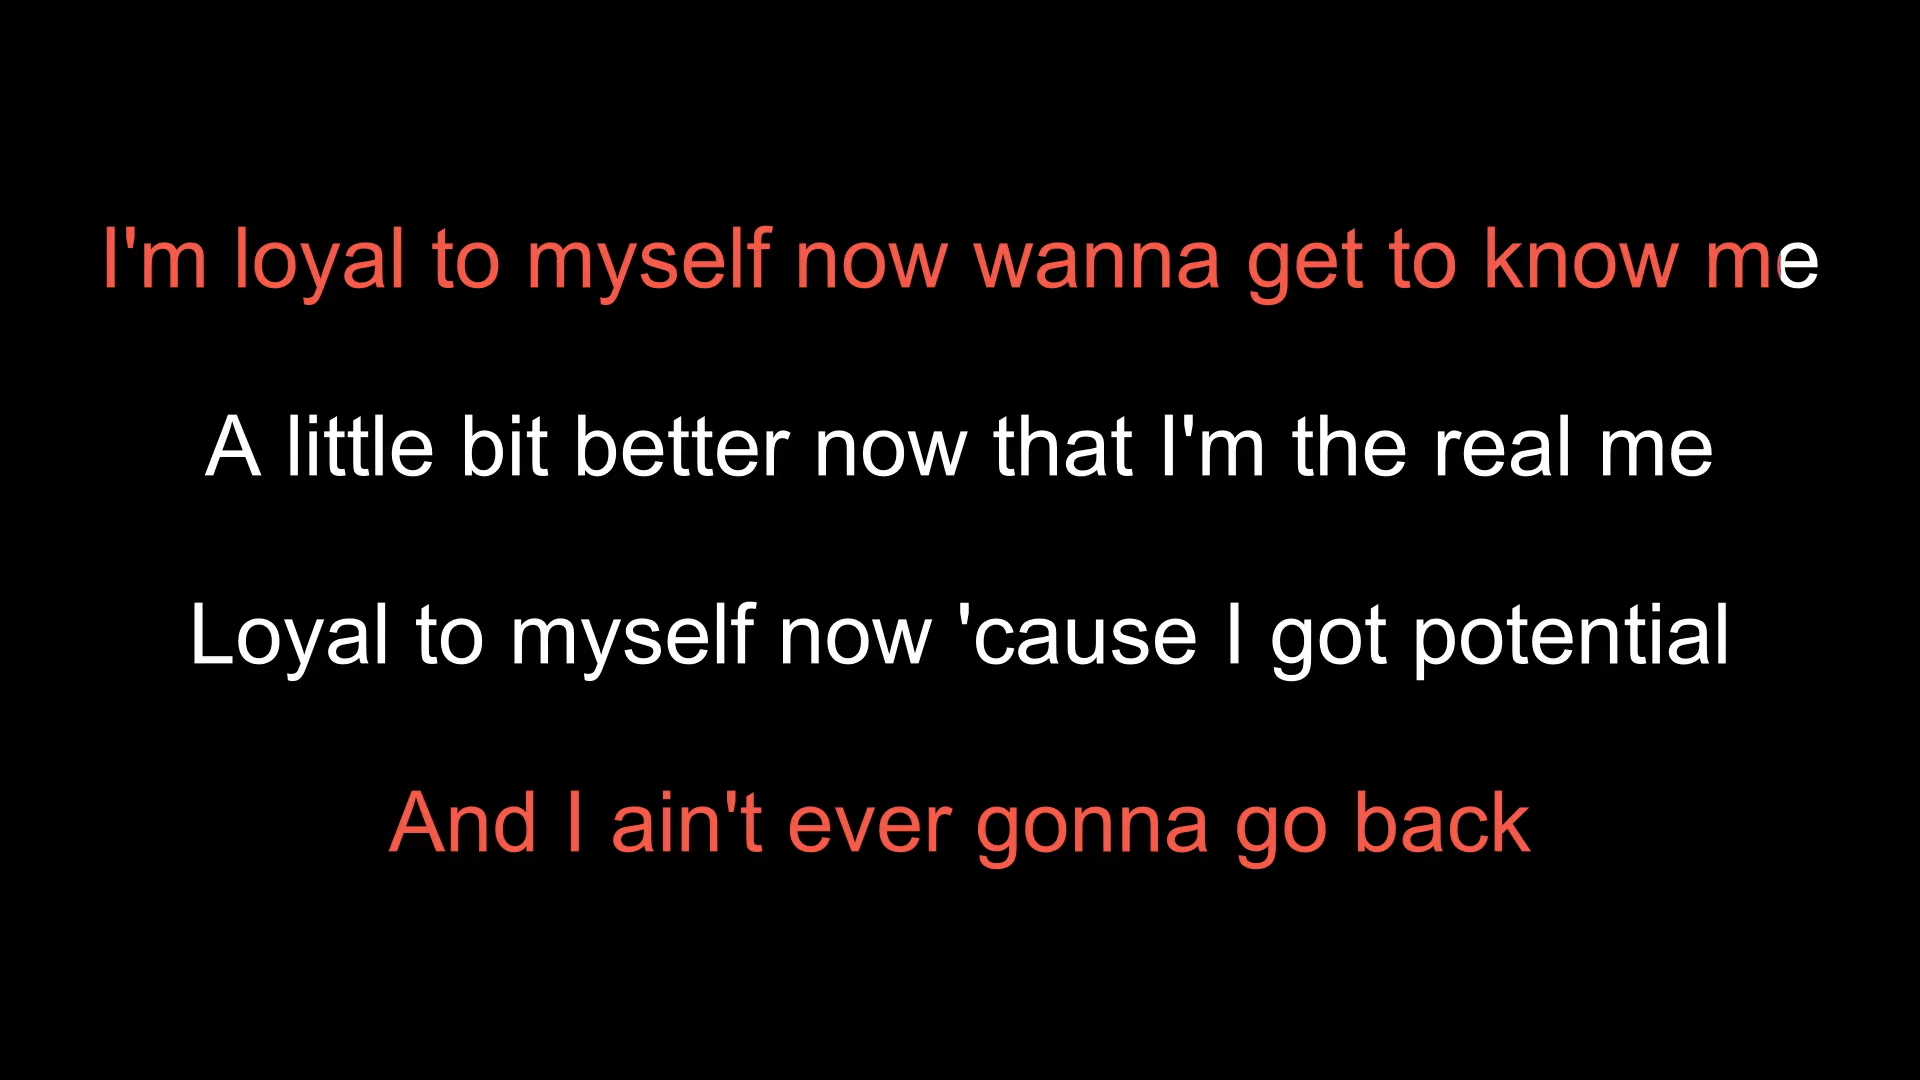 I'm loyal to myself now wanna get to know me
A little bit better now that I'm the real me
Loyal to myself now 'cause I got potential
And I ain't ever gonna go back